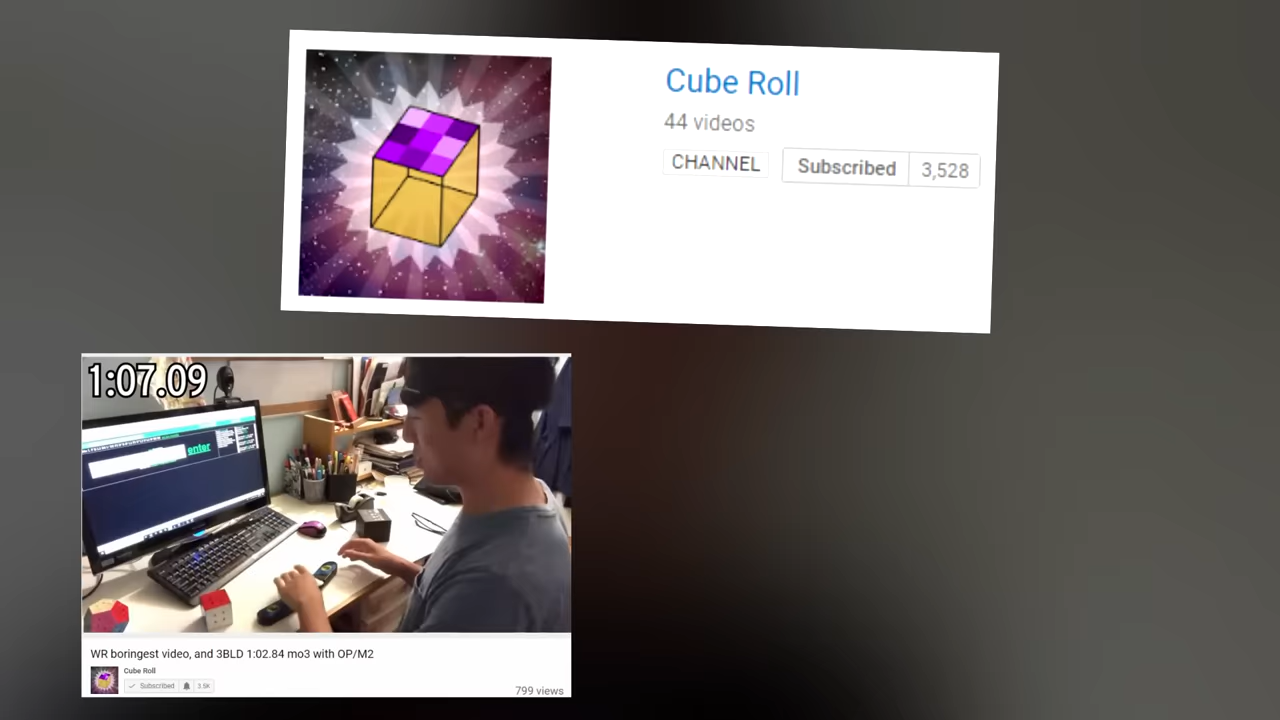 Cube Roll
44 videos
CHANNEL Subscribed 3,528
1:07.09
enter
WR boringest video, and 3BLD 1:02.84 mo3 with OP/M2
Cube Roll
Subscribed 3.5K
799 views